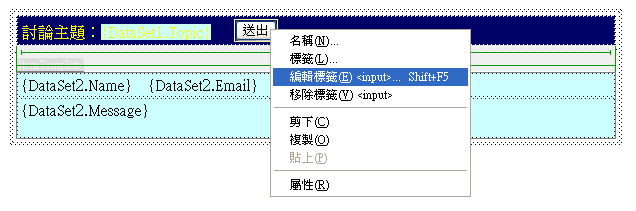 討論主題：{DataSet1.Topic}
送出
名稱(N)...
標籤(L)...
編輯標籤(E) <input>... Shift+F5
移除標籤(V) <input>
剪下(C)
複製(O)
貼上(P)
屬性(R)
{DataSet2.Name} {DataSet2.Email}
{DataSet2.Message}